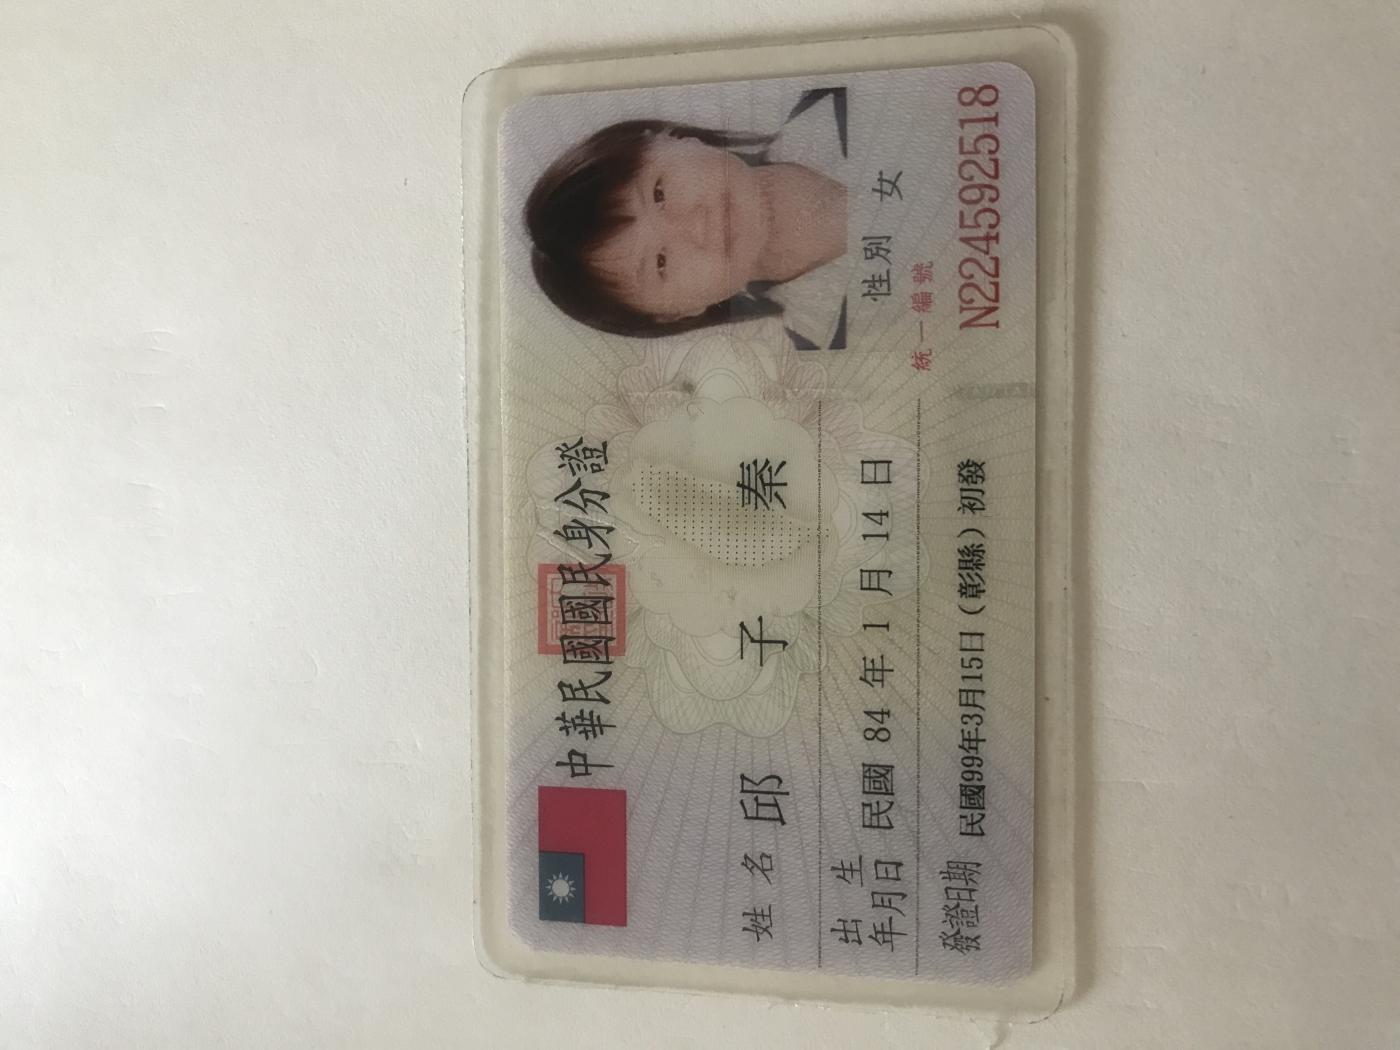 中華民國國民身分證
姓名 邱子秦
出生年月日 民國 84 年 1 月 14 日
性別 女
統一編號
N224592518
發證日期 民國99年3月15日（彰縣）初發